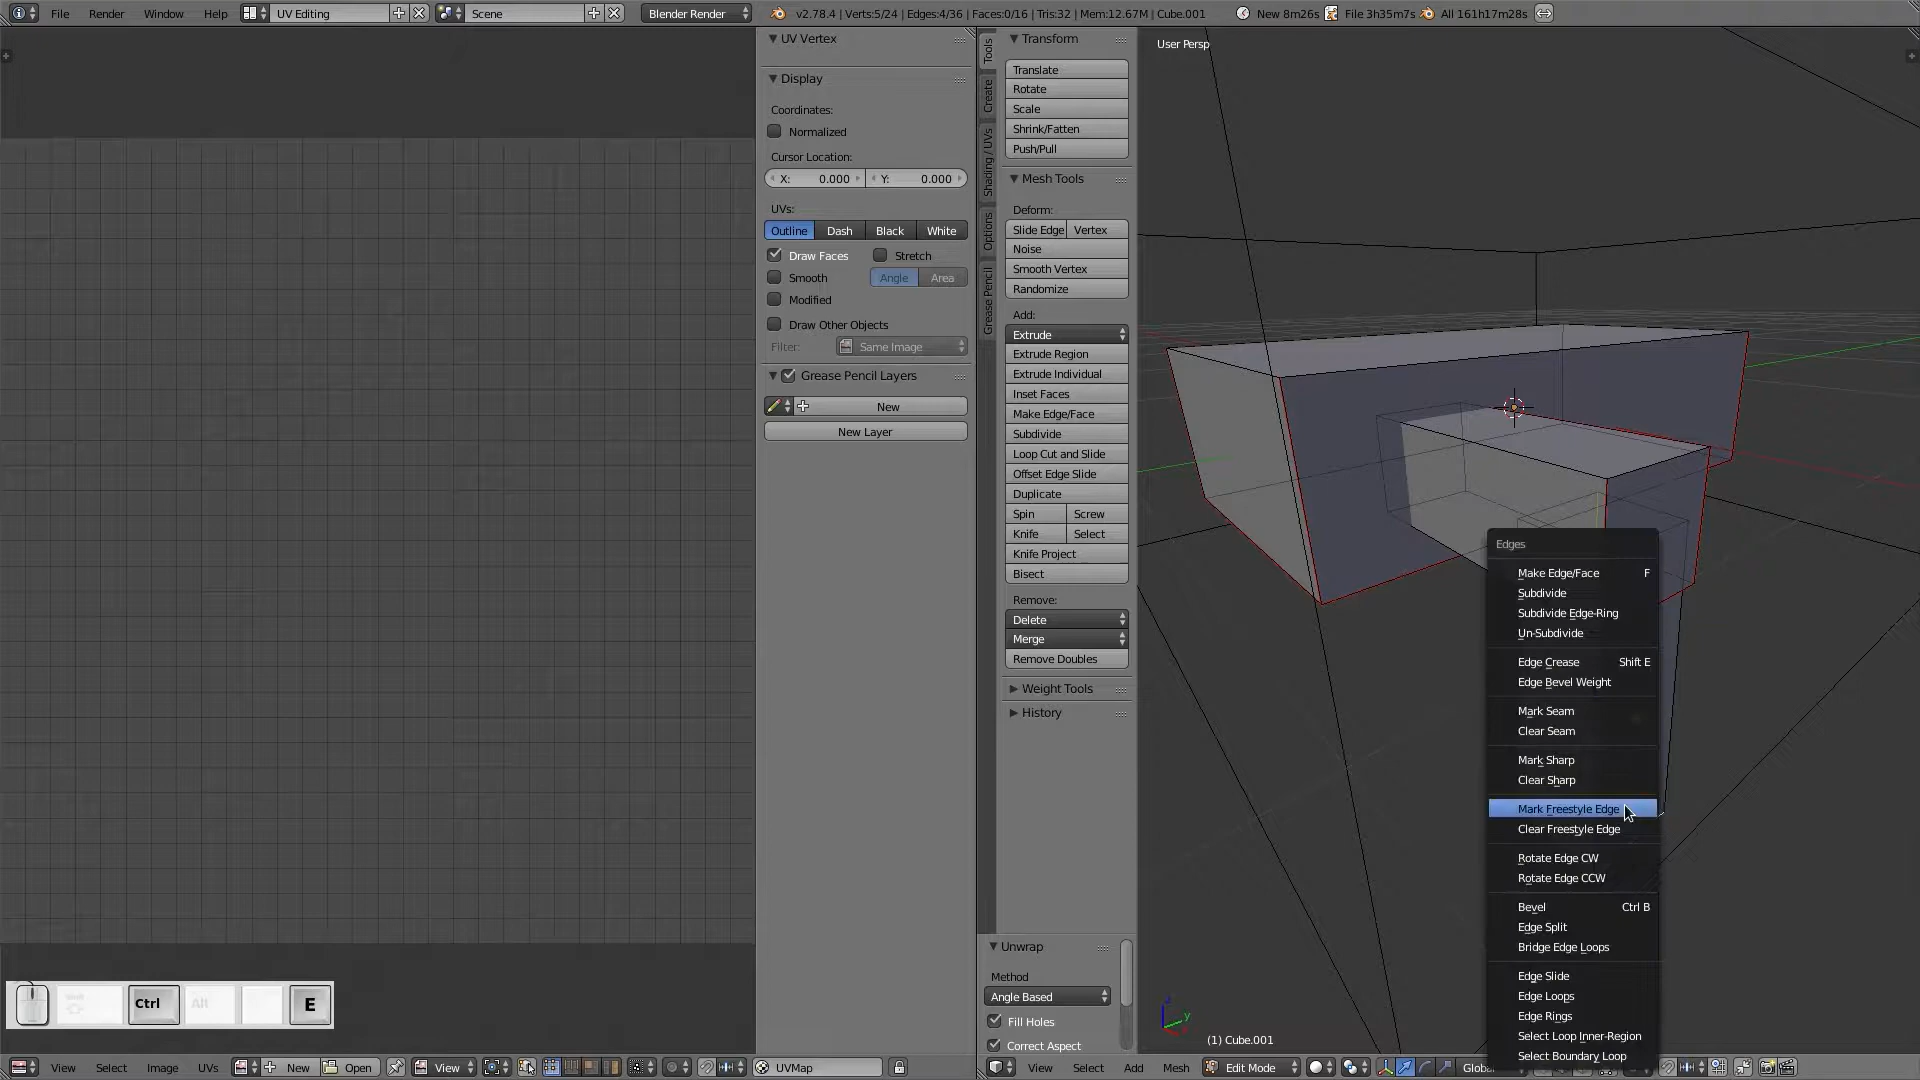 File Render Window Help UV Editing Scene Blender Render v2.78.4 | Verts:5/24 | Edges:4/36 | Faces:0/16 | Tris:32 | Mem:12.67M | Cube.001 New 8m26s File 3h35m7s All 161h17m28s
UV Vertex
Display
Coordinates:
Normalized
Cursor Location:
X: 0.000 Y: 0.000
UVs:
Outline Dash Black White
Draw Faces Stretch
Smooth Angle Area
Modified
Draw Other Objects
Filter: Same Image
Grease Pencil Layers
New
New Layer
Tools
Create
Shading / UVs
Options
Grease Pencil
Transform
Translate
Rotate
Scale
Shrink/Fatten
Push/Pull
Mesh Tools
Deform:
Slide Edge Vertex
Noise
Smooth Vertex
Randomize
Add:
Extrude
Extrude Region
Extrude Individual
Inset Faces
Make Edge/Face
Subdivide
Loop Cut and Slide
Offset Edge Slide
Duplicate
Spin Screw
Knife Select
Knife Project
Bisect
Remove:
Delete
Merge
Remove Doubles
Weight Tools
History
Unwrap
Method
Angle Based
Fill Holes
Correct Aspect
User Persp
Edges
Make Edge/Face F
Subdivide
Subdivide Edge-Ring
Un-Subdivide
Edge Crease Shift E
Edge Bevel Weight
Mark Seam
Clear Seam
Mark Sharp
Clear Sharp
Mark Freestyle Edge
Clear Freestyle Edge
Rotate Edge CW
Rotate Edge CCW
Bevel Ctrl B
Edge Split
Bridge Edge Loops
Edge Slide
Edge Loops
Edge Rings
Select Loop Inner-Region
Select Boundary Loop
z
y
(1) Cube.001
Ctrl Alt E
View Select Image UVs New Open View UVMap
View Select Add Mesh Edit Mode Global